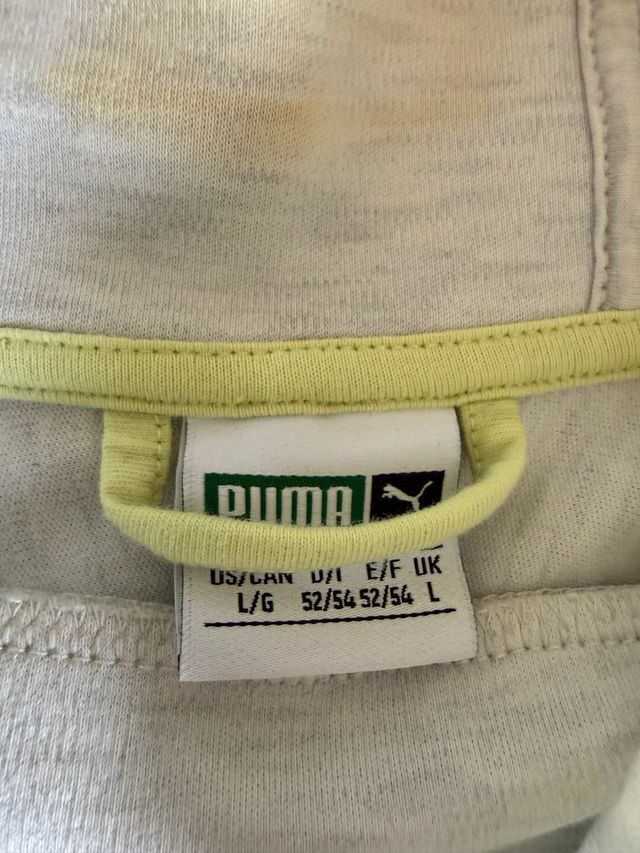 PUMA
US/CAN D/I E/F UK
L/G 52/54 52/54 L